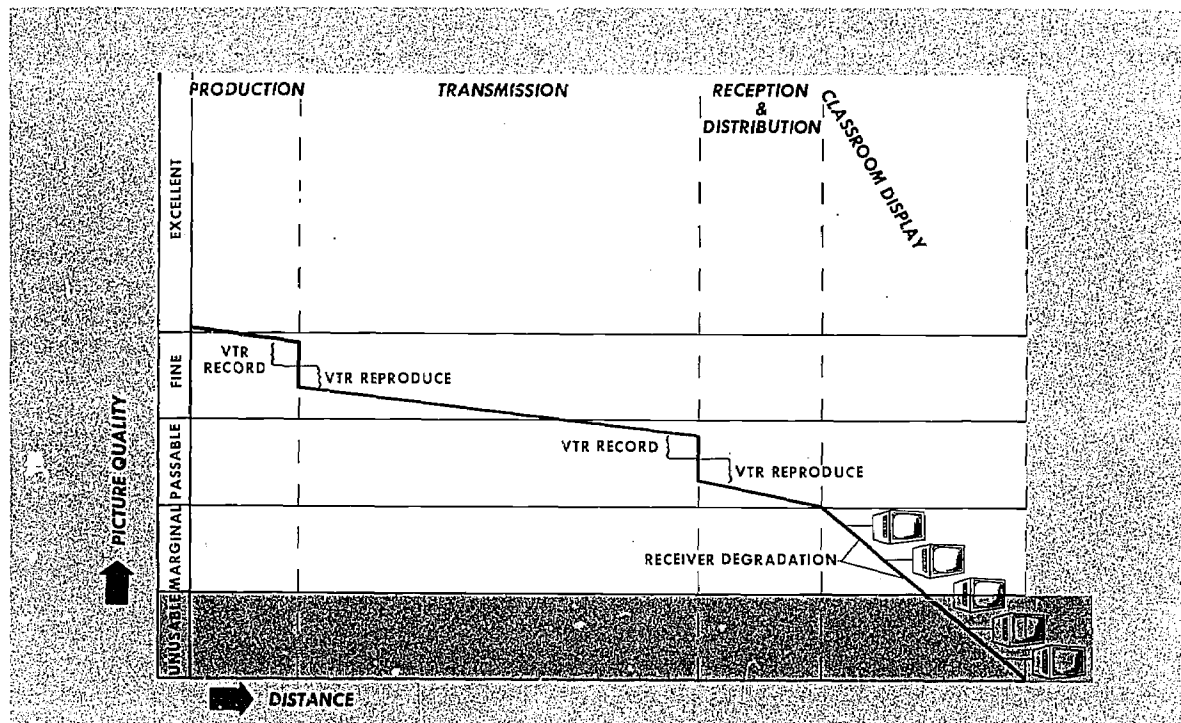 PRODUCTION
TRANSMISSION
RECEPTION
&
DISTRIBUTION
CLASSROOM DISPLAY
EXCELLENT
FINE
PASSABLE
MARGINAL
UNUSABLE
PICTURE QUALITY
VTR
RECORD
VTR REPRODUCE
VTR RECORD
VTR REPRODUCE
RECEIVER DEGRADATION
DISTANCE